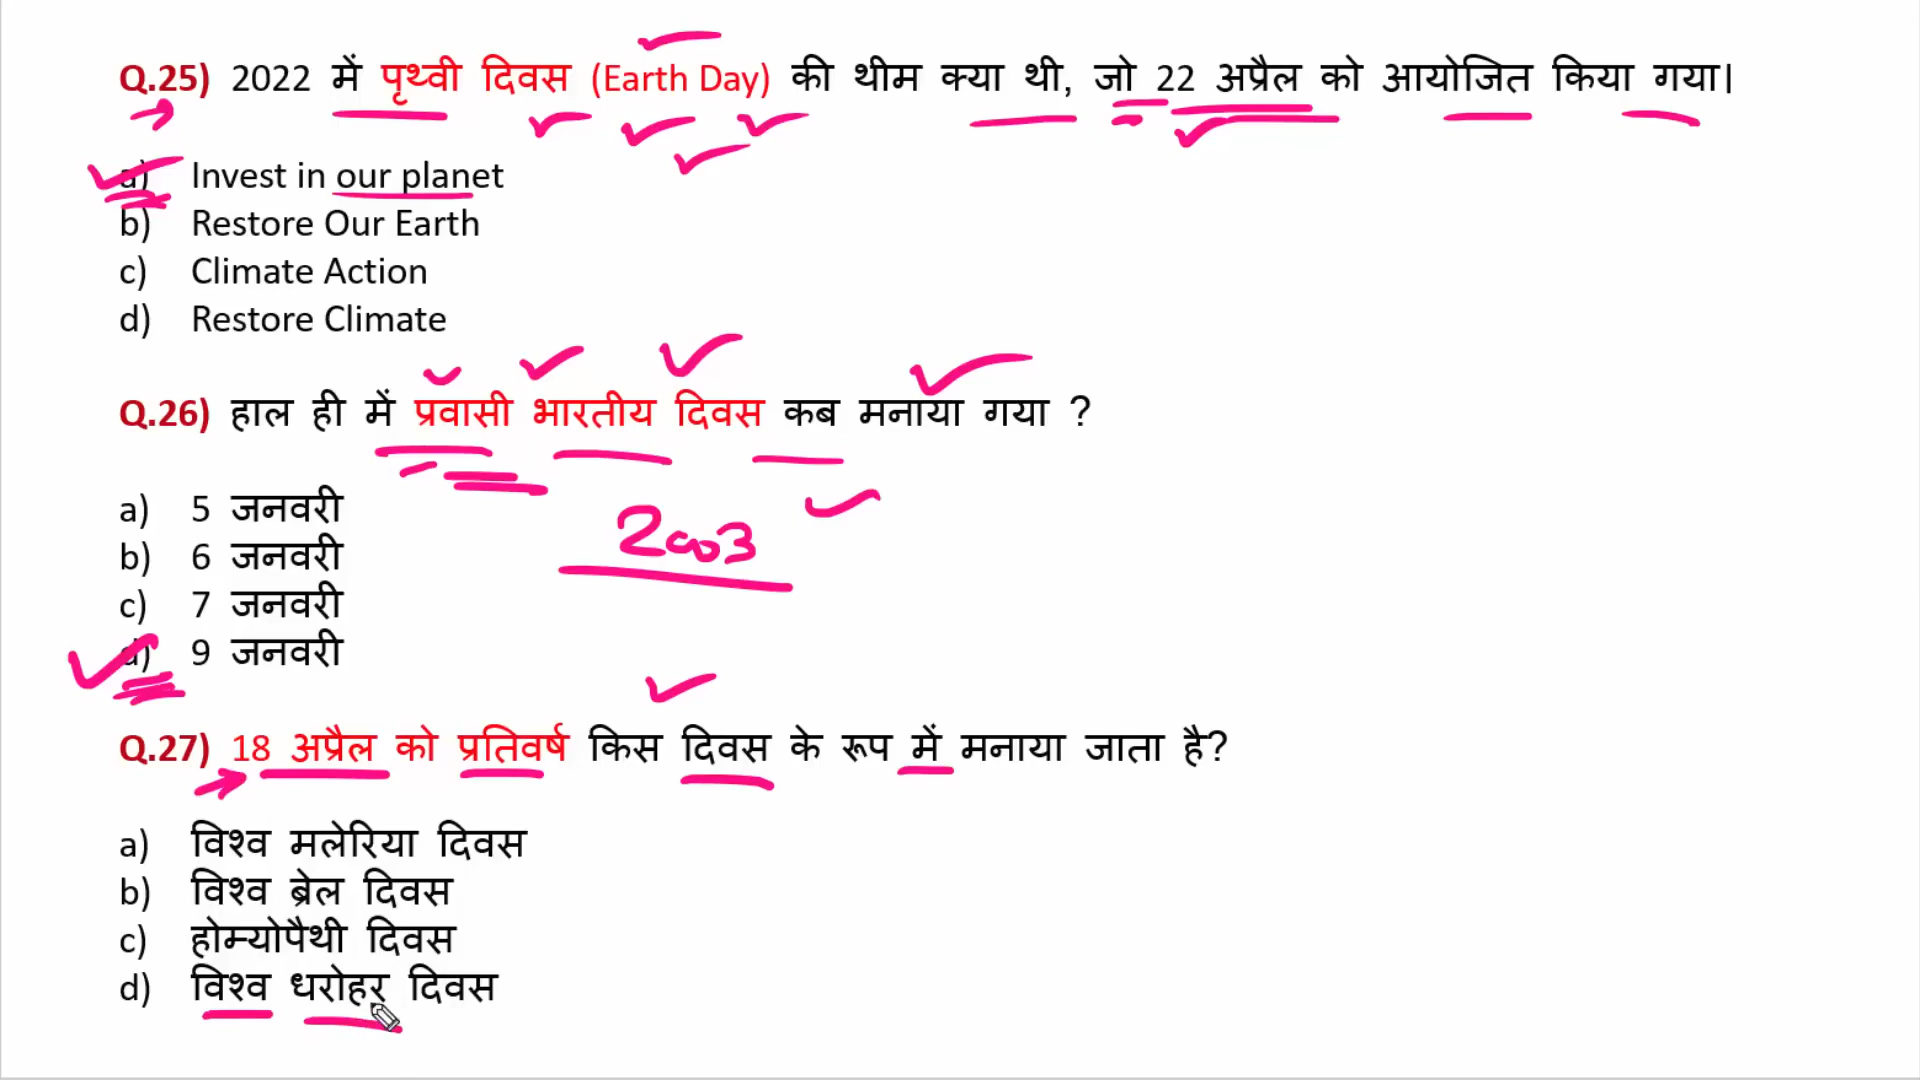 Q.25) 2022 में पृथ्वी दिवस (Earth Day) की थीम क्या थी, जो 22 अप्रैल को आयोजित किया गया।
a) Invest in our planet
b) Restore Our Earth
c) Climate Action
d) Restore Climate
Q.26) हाल ही में प्रवासी भारतीय दिवस कब मनाया गया ?
a) 5 जनवरी
2003
b) 6 जनवरी
c) 7 जनवरी
d) 9 जनवरी
Q.27) 18 अप्रैल को प्रतिवर्ष किस दिवस के रूप में मनाया जाता है?
a) विश्व मलेरिया दिवस
b) विश्व ब्रेल दिवस
c) होम्योपैथी दिवस
d) विश्व धरोहर दिवस